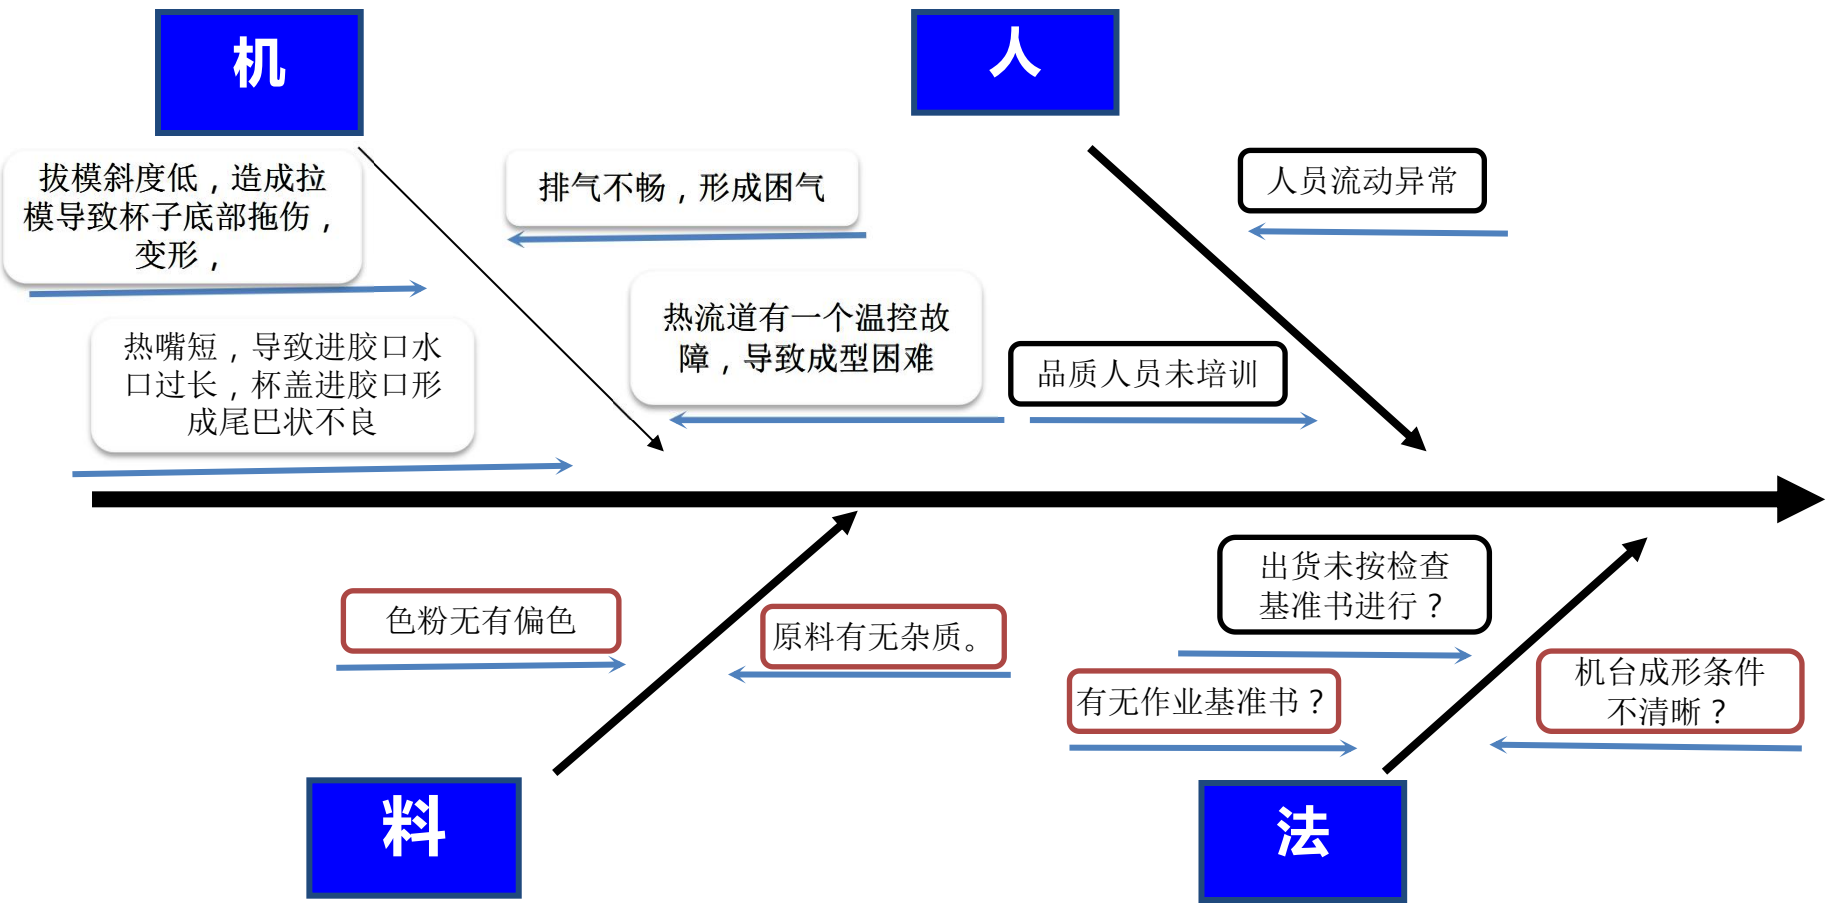 机
人
拔模斜度低，造成拉
模导致杯子底部拖伤，
变形，
排气不畅，形成困气
人员流动异常
热嘴短，导致进胶口水
口过长，杯盖进胶口形
成尾巴状不良
热流道有一个温控故
障，导致成型困难
品质人员未培训
色粉无有偏色
原料有无杂质。
出货未按检查
基准书进行？
有无作业基准书？
机台成形条件
不清晰？
料
法